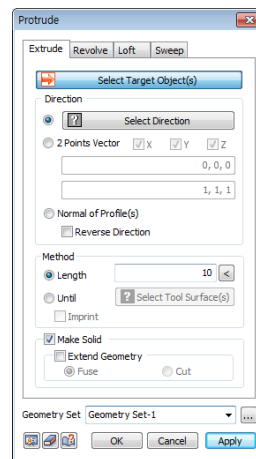 Protrude
Extrude Revolve Loft Sweep
Select Target Object(s)
Direction
? Select Direction
2 Points Vector X Y Z
0, 0, 0
1, 1, 1
Normal of Profile(s)
Reverse Direction
Method
Length 10 <
Until ? Select Tool Surface(s)
Imprint
Make Solid
Extend Geometry
Fuse Cut
Geometry Set Geometry Set-1 ...
OK Cancel Apply